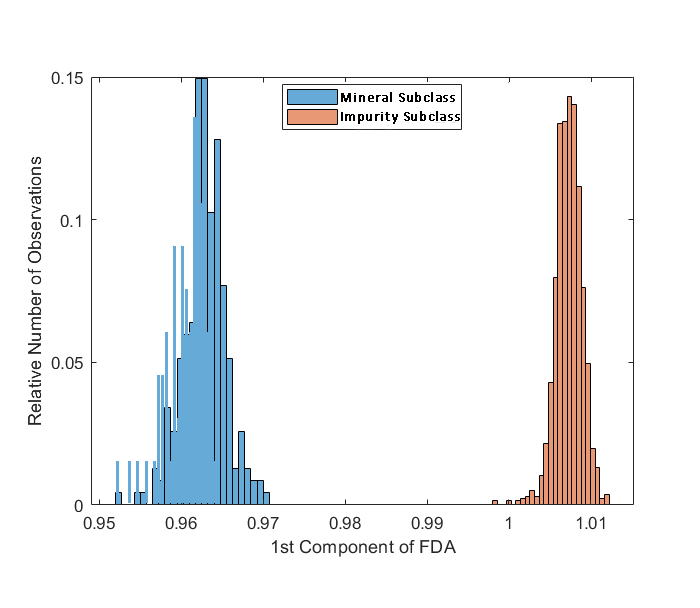 0.15
Mineral Subclass
Impurity Subclass
0.1
Relative Number of Observations
0.05
0
0.95 0.96 0.97 0.98 0.99 1 1.01
1st Component of FDA